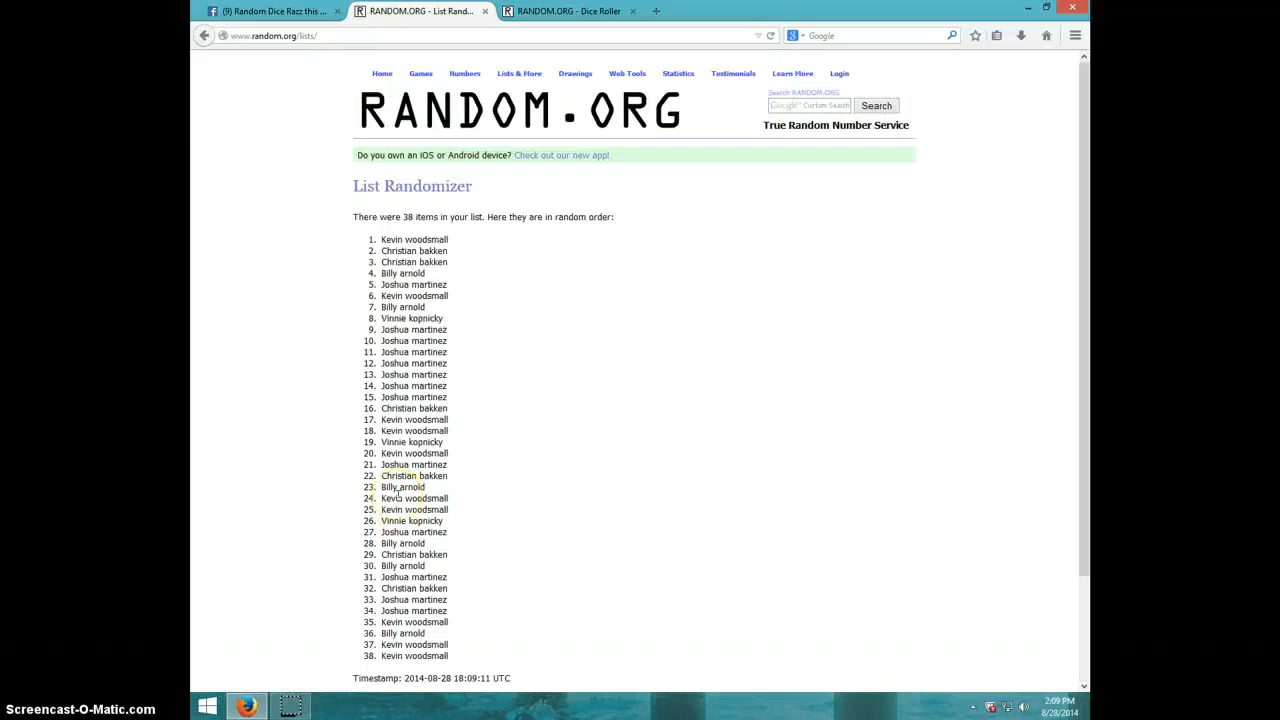 (9) Random Dice Razz this ...
RANDOM.ORG - List Rand...
RANDOM.ORG - Dice Roller
www.random.org/lists/
Google
Home Games Numbers Lists & More Drawings Web Tools Statistics Testimonials Learn More Login
RANDOM.ORG
Search RANDOM.ORG
Google™ Custom Search
Search
True Random Number Service
Do you own an iOS or Android device? Check out our new app!
List Randomizer
There were 38 items in your list. Here they are in random order:
1. Kevin woodsmall
2. Christian bakken
3. Christian bakken
4. Billy arnold
5. Joshua martinez
6. Kevin woodsmall
7. Billy arnold
8. Vinnie kopnicky
9. Joshua martinez
10. Joshua martinez
11. Joshua martinez
12. Joshua martinez
13. Joshua martinez
14. Joshua martinez
15. Joshua martinez
16. Christian bakken
17. Kevin woodsmall
18. Kevin woodsmall
19. Vinnie kopnicky
20. Kevin woodsmall
21. Joshua martinez
22. Christian bakken
23. Billy arnold
24. Kevin woodsmall
25. Kevin woodsmall
26. Vinnie kopnicky
27. Joshua martinez
28. Billy arnold
29. Christian bakken
30. Billy arnold
31. Joshua martinez
32. Christian bakken
33. Joshua martinez
34. Joshua martinez
35. Kevin woodsmall
36. Billy arnold
37. Kevin woodsmall
38. Kevin woodsmall
Timestamp: 2014-08-28 18:09:11 UTC
2:09 PM
8/28/2014
Screencast-O-Matic.com